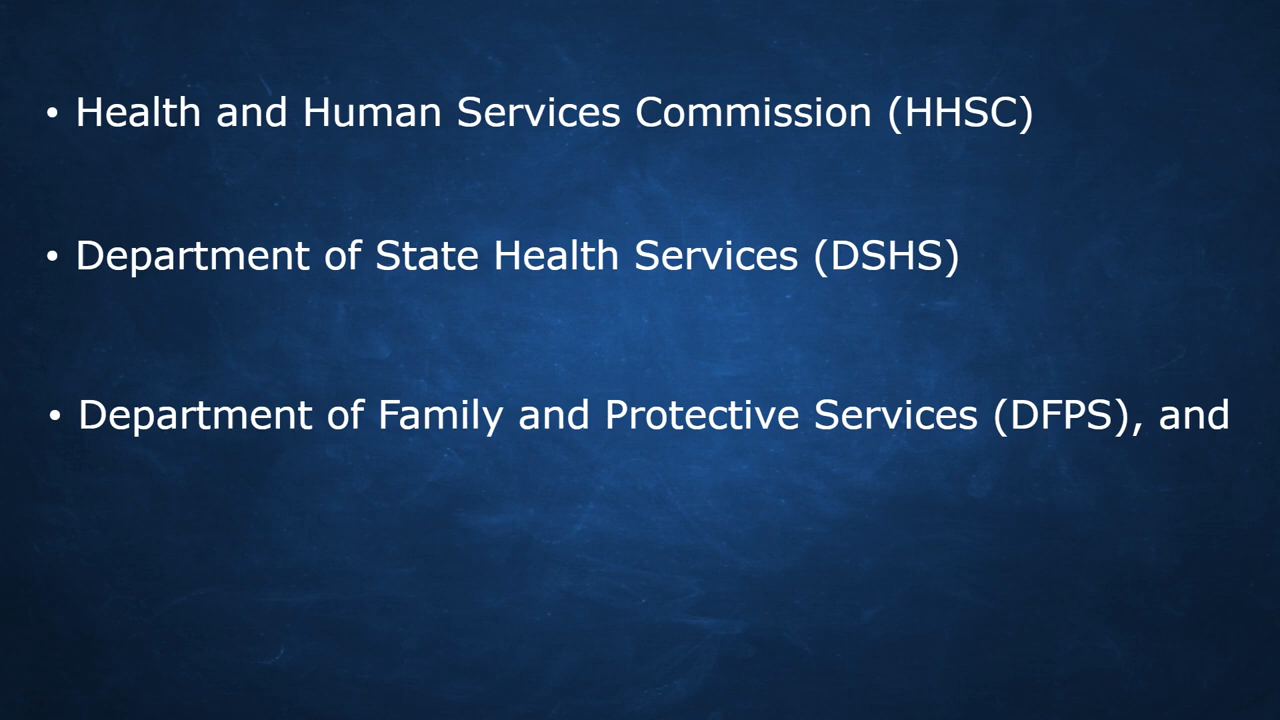 • Health and Human Services Commission (HHSC)
• Department of State Health Services (DSHS)
• Department of Family and Protective Services (DFPS), and